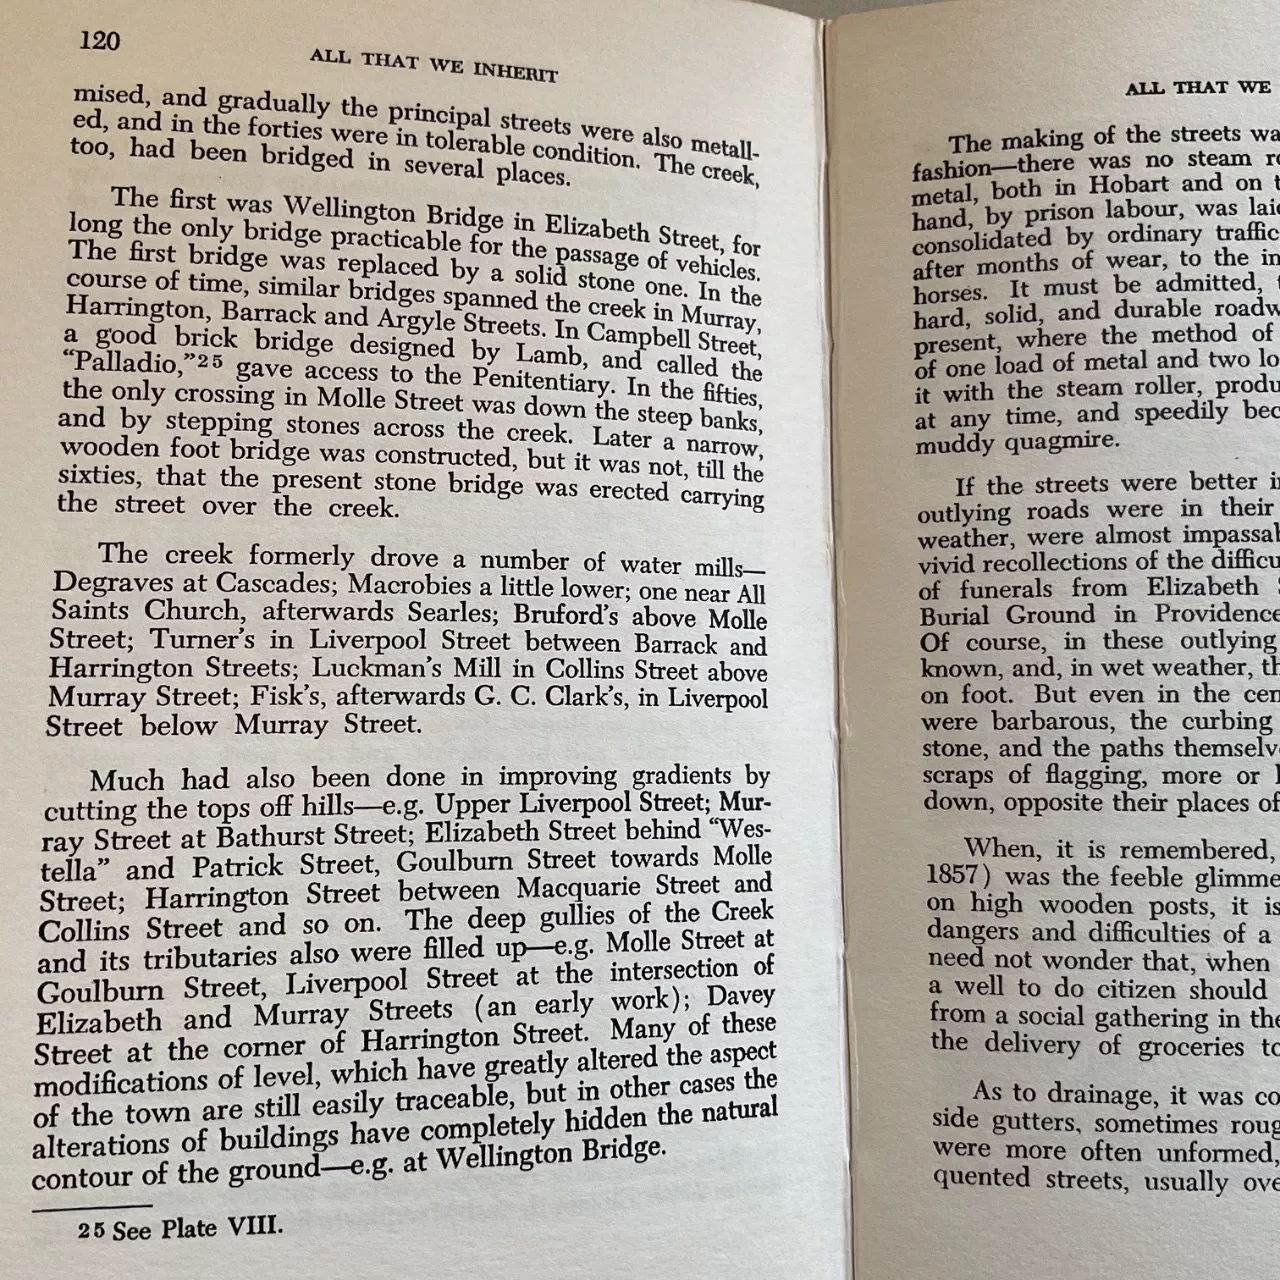 120
ALL THAT WE INHERIT
mised, and gradually the principal streets were also metall-
ed, and in the forties were in tolerable condition. The creek,
too, had been bridged in several places.
The first was Wellington Bridge in Elizabeth Street, for
long the only bridge practicable for the passage of vehicles.
The first bridge was replaced by a solid stone one. In the
course of time, similar bridges spanned the creek in Murray,
Harrington, Barrack and Argyle Streets. In Campbell Street,
a good brick bridge designed by Lamb, and called the
“Palladio,”25 gave access to the Penitentiary. In the fifties,
the only crossing in Molle Street was down the steep banks,
and by stepping stones across the creek. Later a narrow,
wooden foot bridge was constructed, but it was not, till the
sixties, that the present stone bridge was erected carrying
the street over the creek.
The creek formerly drove a number of water mills—
Degraves at Cascades; Macrobies a little lower; one near All
Saints Church, afterwards Searles; Bruford's above Molle
Street; Turner's in Liverpool Street between Barrack and
Harrington Streets; Luckman's Mill in Collins Street above
Murray Street; Fisk's, afterwards G. C. Clark's, in Liverpool
Street below Murray Street.
Much had also been done in improving gradients by
cutting the tops off hills—e.g. Upper Liverpool Street; Mur-
ray Street at Bathurst Street; Elizabeth Street behind “Wes-
tella” and Patrick Street, Goulburn Street towards Molle
Street; Harrington Street between Macquarie Street and
Collins Street and so on. The deep gullies of the Creek
and its tributaries also were filled up—e.g. Molle Street at
Goulburn Street, Liverpool Street at the intersection of
Elizabeth and Murray Streets (an early work); Davey
Street at the corner of Harrington Street. Many of these
modifications of level, which have greatly altered the aspect
of the town are still easily traceable, but in other cases the
alterations of buildings have completely hidden the natural
contour of the ground—e.g. at Wellington Bridge.
25 See Plate VIII.
ALL THAT WE
The making of the streets
fashion—there was no steam
metal, both in Hobart and on
hand, by prison labour, was
consolidated by ordinary traffic
after months of wear, to the
horses. It must be admitted,
hard, solid, and durable
present, where the method of
of one load of metal and two
it with the steam roller,
at any time, and speedily
muddy quagmire.
If the streets were better
outlying roads were in their
weather, were almost
vivid recollections of the
of funerals from Elizabeth
Burial Ground in Providence
Of course, in these outlying
known, and, in wet weather,
on foot. But even in the
were barbarous, the curbing
stone, and the paths
scraps of flagging, more or
down, opposite their places of
When, it is remembered,
1857) was the feeble
on high wooden posts, it is
dangers and difficulties of a
need not wonder that, when
a well to do citizen should
from a social gathering in
the delivery of groceries
As to drainage, it was
side gutters, sometimes
were more often unformed,
quented streets, usually